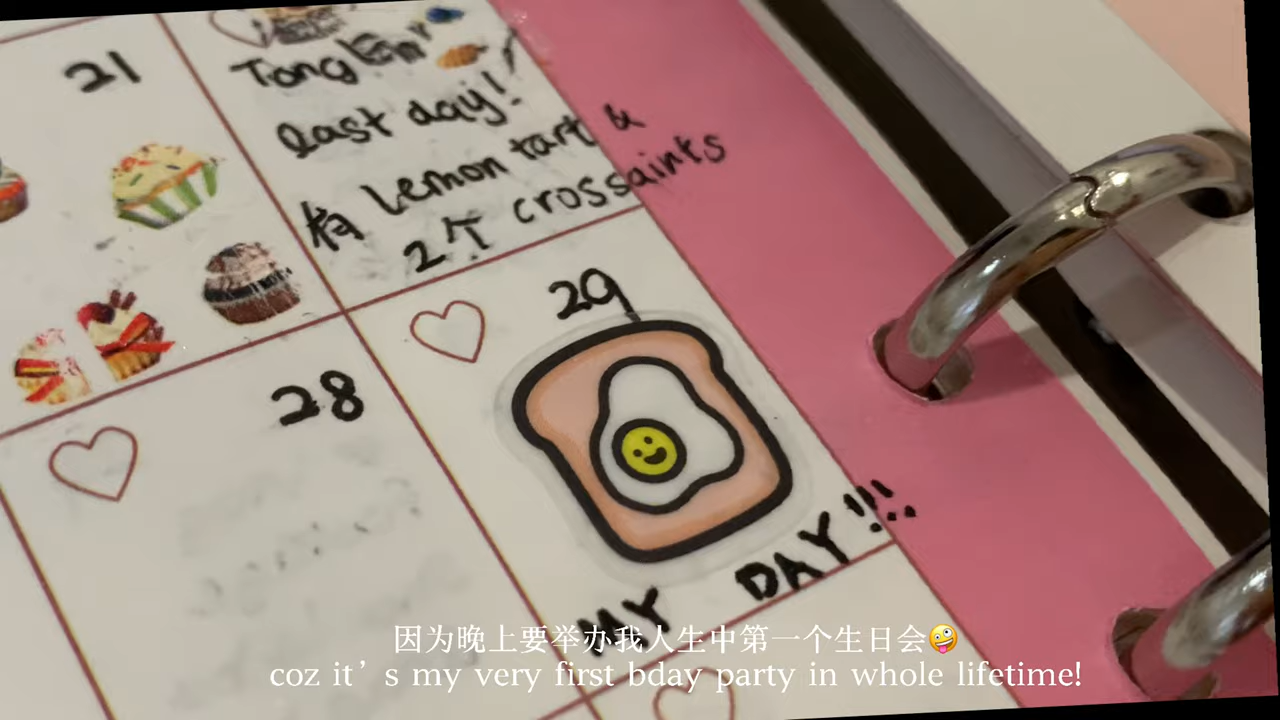 21
Tong
last day!
有 lemon tart &
2个 crossaints
29
28
MY DAY!!!
因为晚上要举办我人生中第一个生日会🤪
coz it’s my very first bday party in whole lifetime!